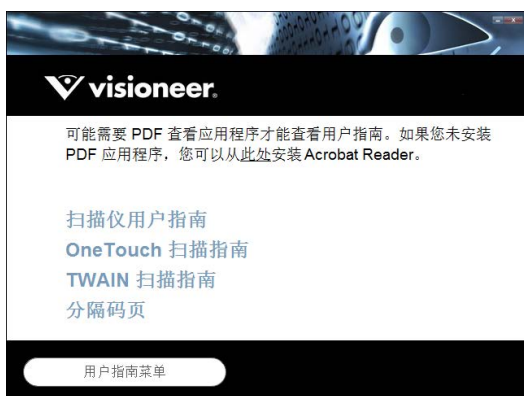 visioneer®
可能需要 PDF 查看应用程序才能查看用户指南。如果您未安装
PDF 应用程序，您可以从此处安装 Acrobat Reader。
扫描仪用户指南
OneTouch 扫描指南
TWAIN 扫描指南
分隔码页
用户指南菜单